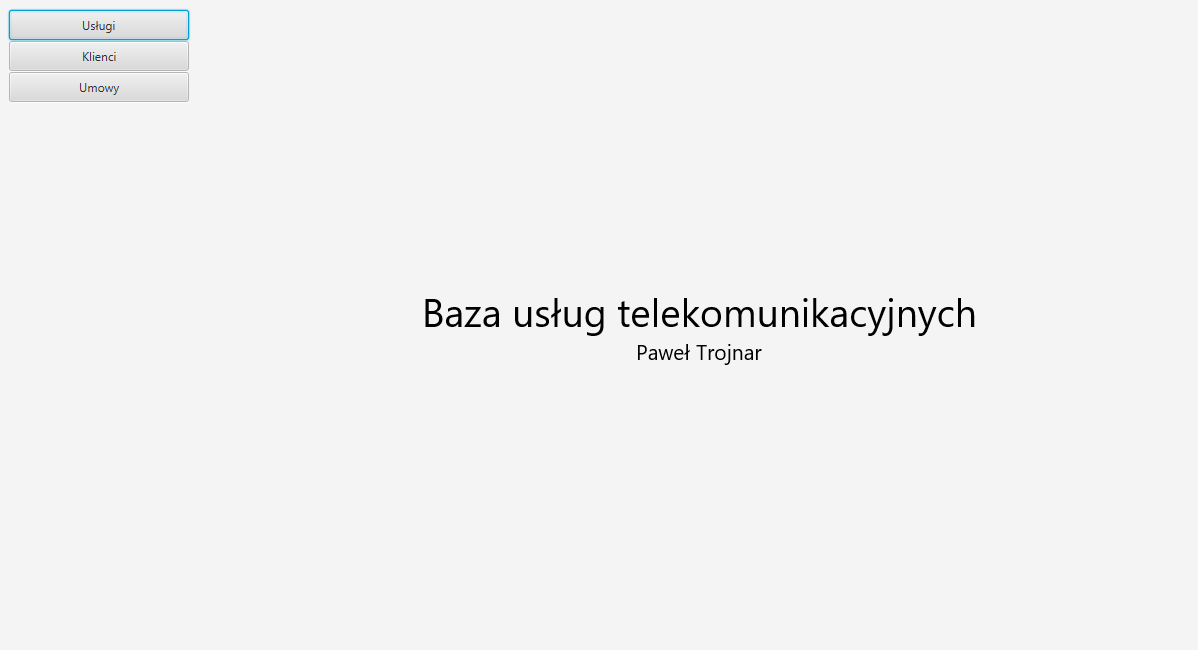 Usługi
Klienci
Umowy
Baza usług telekomunikacyjnych
Paweł Trojnar